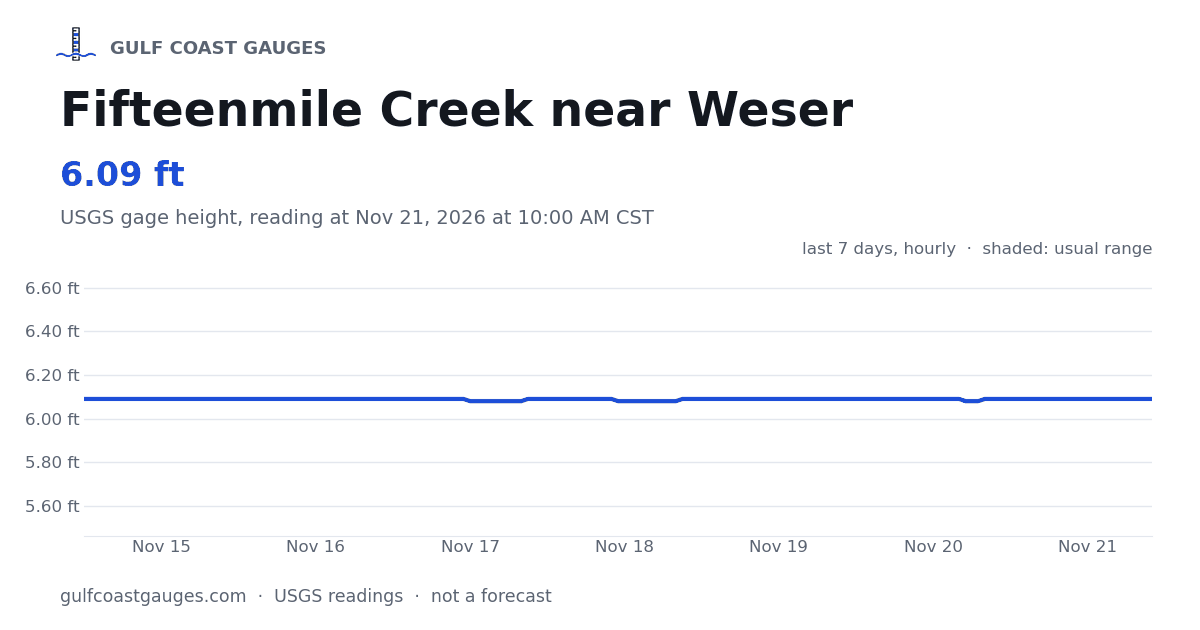 GULF COAST GAUGES
Fifteenmile Creek near Weser
6.09 ft
USGS gage height, reading at Nov 21, 2026 at 10:00 AM CST
last 7 days, hourly · shaded: usual range
6.60 ft
6.40 ft
6.20 ft
6.00 ft
5.80 ft
5.60 ft
Nov 15 Nov 16 Nov 17 Nov 18 Nov 19 Nov 20 Nov 21
gulfcoastgauges.com · USGS readings · not a forecast